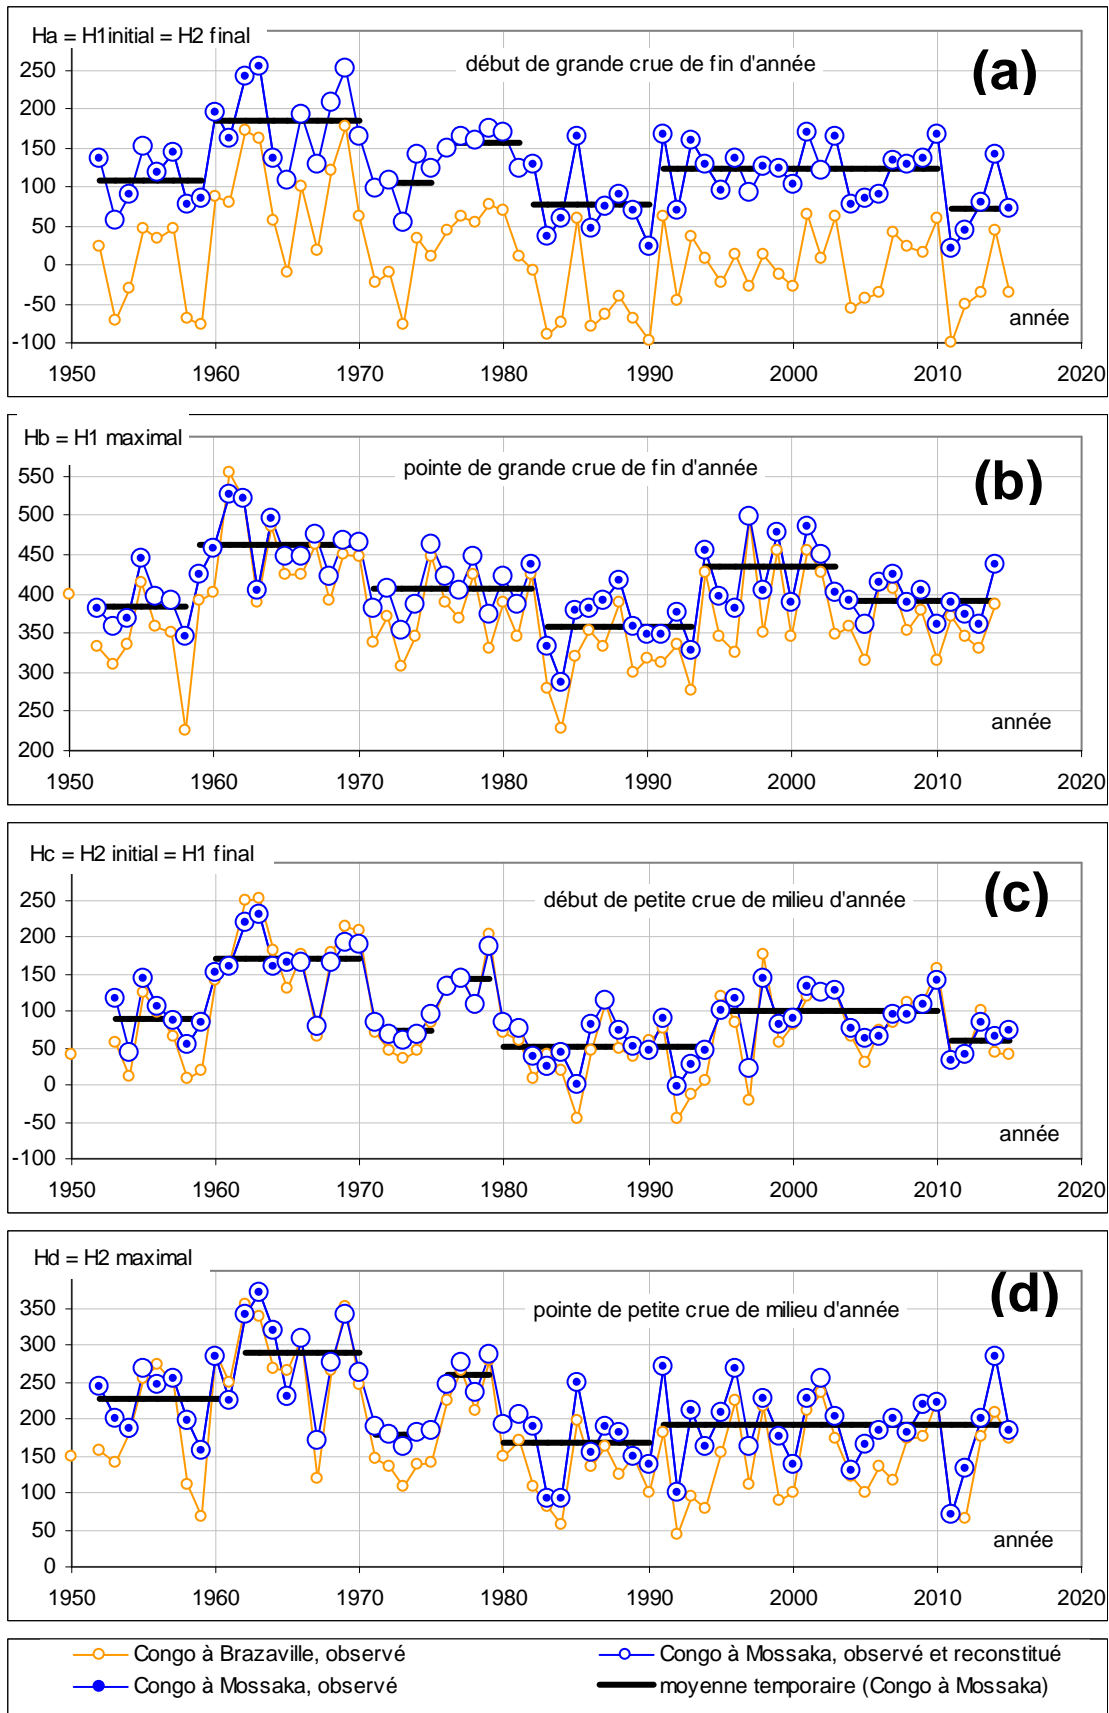 Ha = H1initial = H2 final
début de grande crue de fin d'année
(a)
250
200
150
100
50
0
-50
-100
année
1950 1960 1970 1980 1990 2000 2010 2020
Hb = H1 maximal
pointe de grande crue de fin d'année
(b)
550
500
450
400
350
300
250
200
année
1950 1960 1970 1980 1990 2000 2010 2020
Hc = H2 initial = H1 final
début de petite crue de milieu d'année
(c)
250
200
150
100
50
0
-50
-100
année
1950 1960 1970 1980 1990 2000 2010 2020
Hd = H2 maximal
pointe de petite crue de milieu d'année
(d)
350
300
250
200
150
100
50
0
année
1950 1960 1970 1980 1990 2000 2010 2020
Congo à Brazaville, observé
Congo à Mossaka, observé et reconstitué
Congo à Mossaka, observé
moyenne temporaire (Congo à Mossaka)